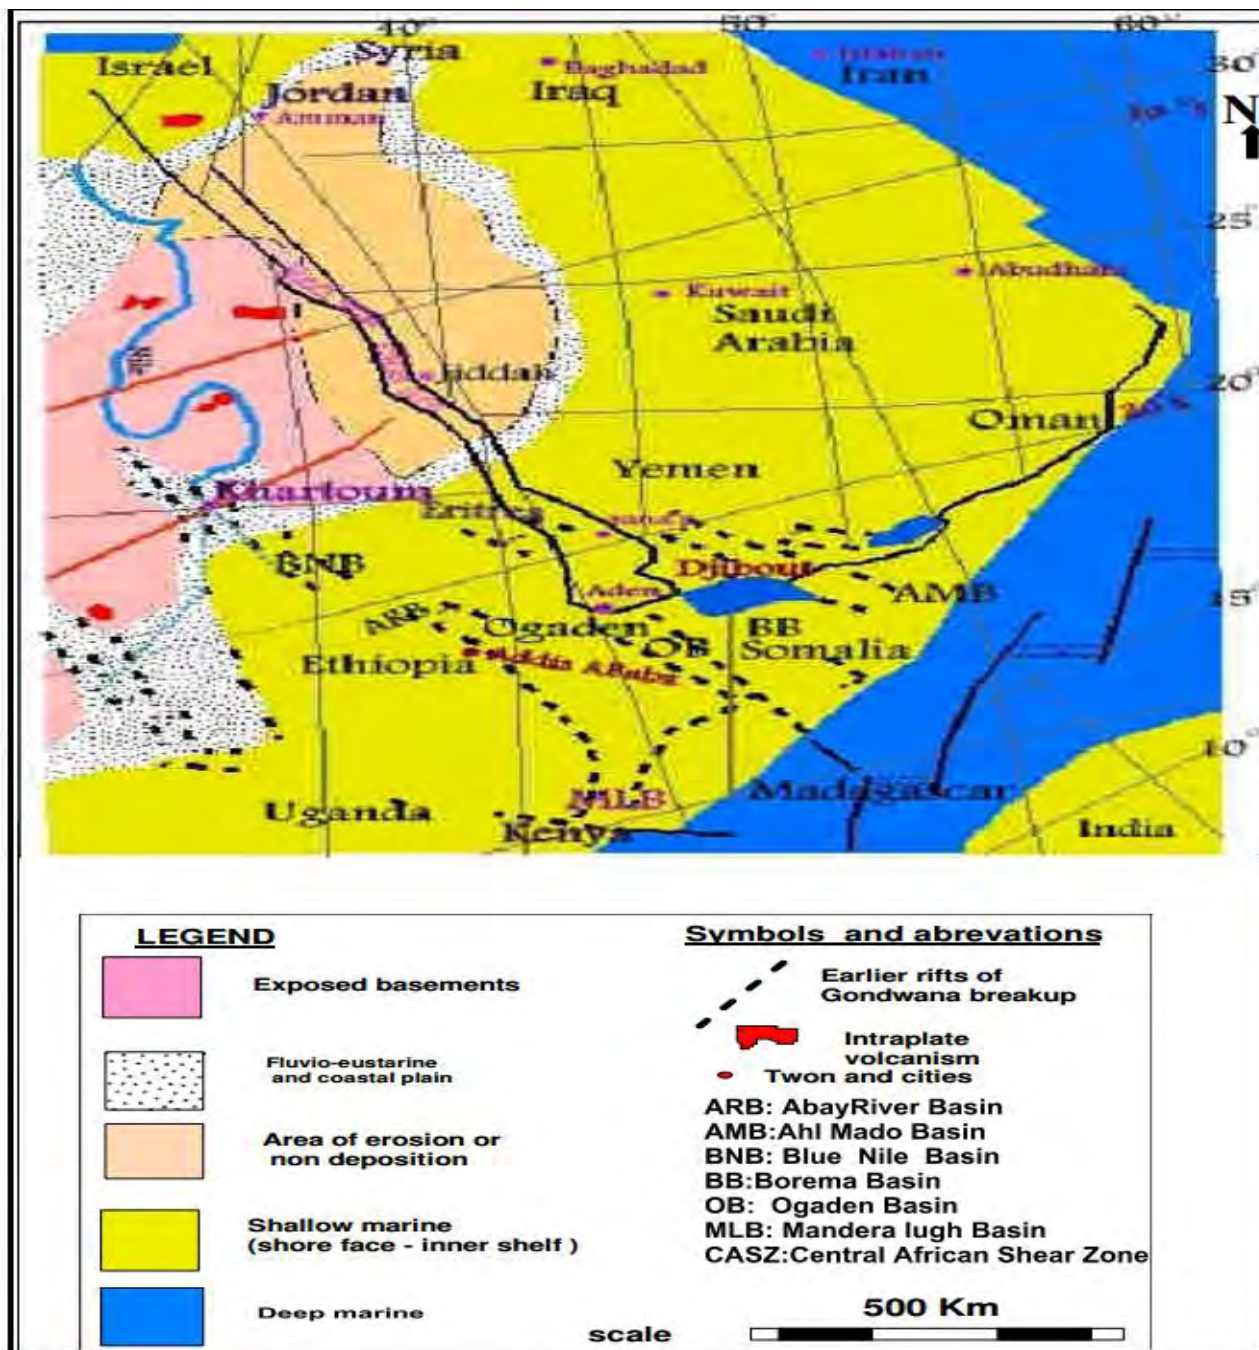 40°
50°
60°
Syria
Israel
Iran
30°
Baghadad
Iraq
Jordan
Amman
N
25°
Abudhabi
Kuwait
Saudi
Arabia
Jiddah
20°
Oman
Yemen
Khartoum
Eritrea
BNB
Djibouti
Aden
AMB
15°
ARB
Ogaden
BB
OB
Somalia
Ethiopia
Addis ABaba
10°
MLB
Madagascar
Uganda
Kenya
India
LEGEND
Exposed basements
Fluvio-eustarine
and coastal plain
Area of erosion or
non deposition
Shallow marine
(shore face - inner shelf )
Deep marine
Symbols and abrevations
Earlier rifts of
Gondwana breakup
Intraplate
volcanism
Twon and cities
ARB: AbayRiver Basin
AMB:Ahl Mado Basin
BNB: Blue Nile Basin
BB:Borema Basin
OB: Ogaden Basin
MLB: Mandera lugh Basin
CASZ:Central African Shear Zone
500 Km
scale